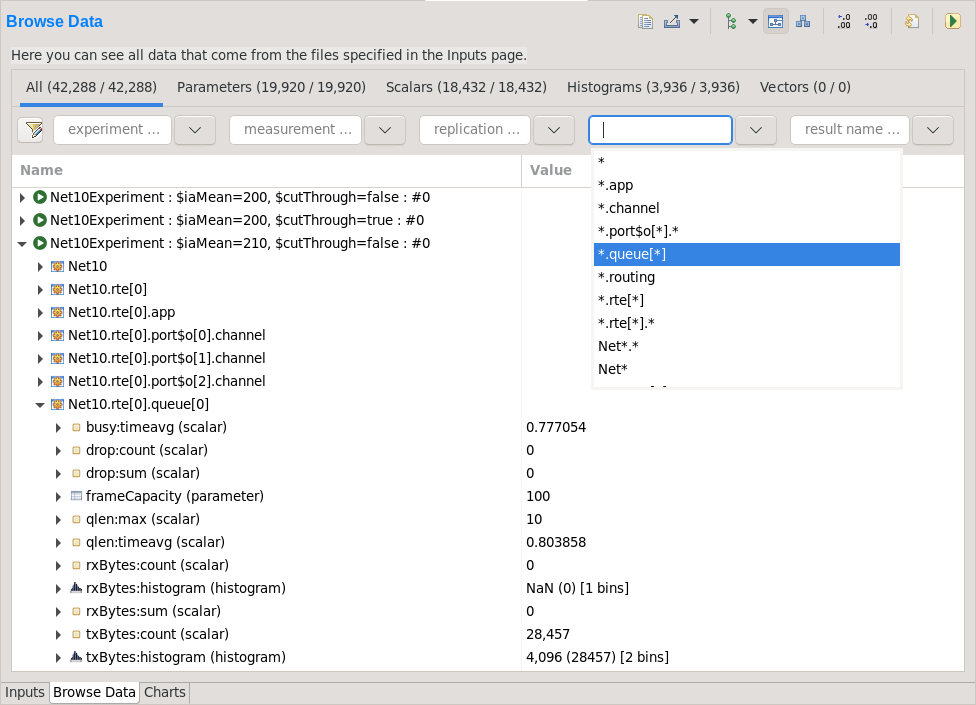 Browse Data
Here you can see all data that come from the files specified in the Inputs page.
All (42,288 / 42,288) Parameters (19,920 / 19,920) Scalars (18,432 / 18,432) Histograms (3,936 / 3,936) Vectors (0 / 0)
experiment ... measurement ... replication ... result name ...
Name Value
*
*.app
*.channel
*.port$o[*].*
*.queue[*]
*.routing
*.rte[*]
*.rte[*].*
Net*.*
Net*
Net10Experiment : $iaMean=200, $cutThrough=false : #0
Net10Experiment : $iaMean=200, $cutThrough=true : #0
Net10Experiment : $iaMean=210, $cutThrough=false : #0
Net10
Net10.rte[0]
Net10.rte[0].app
Net10.rte[0].port$o[0].channel
Net10.rte[0].port$o[1].channel
Net10.rte[0].port$o[2].channel
Net10.rte[0].queue[0]
busy:timeavg (scalar) 0.777054
drop:count (scalar) 0
drop:sum (scalar) 0
frameCapacity (parameter) 100
qlen:max (scalar) 10
qlen:timeavg (scalar) 0.803858
rxBytes:count (scalar) 0
rxBytes:histogram (histogram) NaN (0) [1 bins]
rxBytes:sum (scalar) 0
txBytes:count (scalar) 28,457
txBytes:histogram (histogram) 4,096 (28457) [2 bins]
Inputs Browse Data Charts